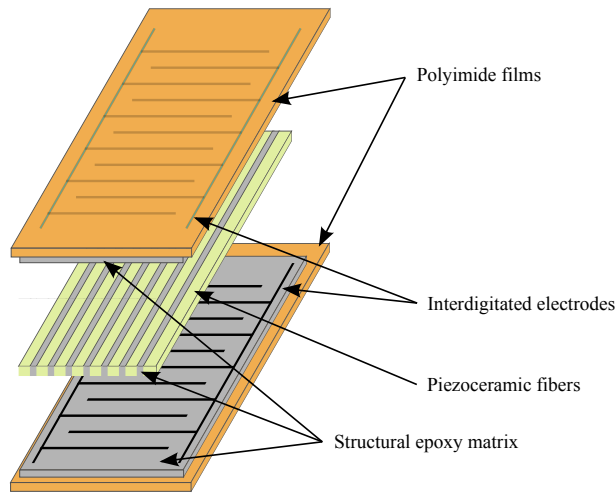 Polyimide films
Interdigitated electrodes
Piezoceramic fibers
Structural epoxy matrix